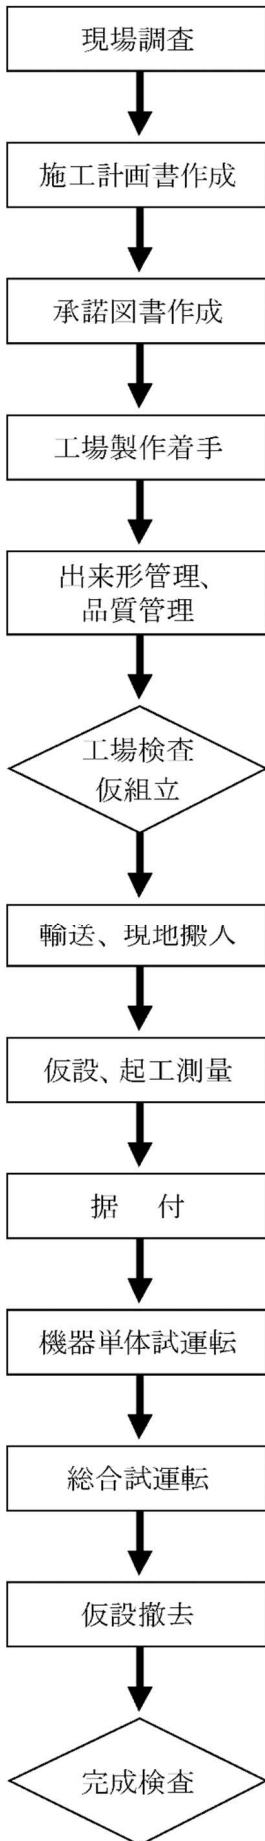 現場調査
施工計画書作成
承諾図書作成
工場製作着手
出来形管理、
品質管理
工場検査
仮組立
輸送、現地搬入
仮設、起工測量
据　付
機器単体試運転
総合試運転
仮設撤去
完成検査